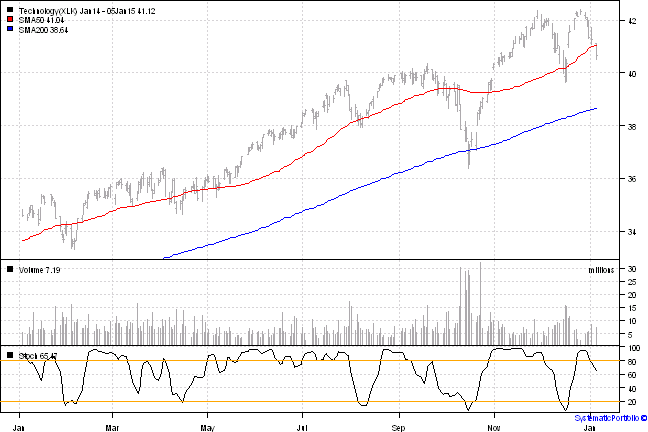 Technology(XLK) Jan14 - 05Jan15 41.12
SMA50 41.04
SMA200 38.64
42
40
38
36
34
Volume 7.19
millions
30
25
20
15
10
5
Stoch 65.47
100
80
60
40
20
Jan
Mar
May
Jul
Sep
Nov
Jan
SystematicPortfolio ©